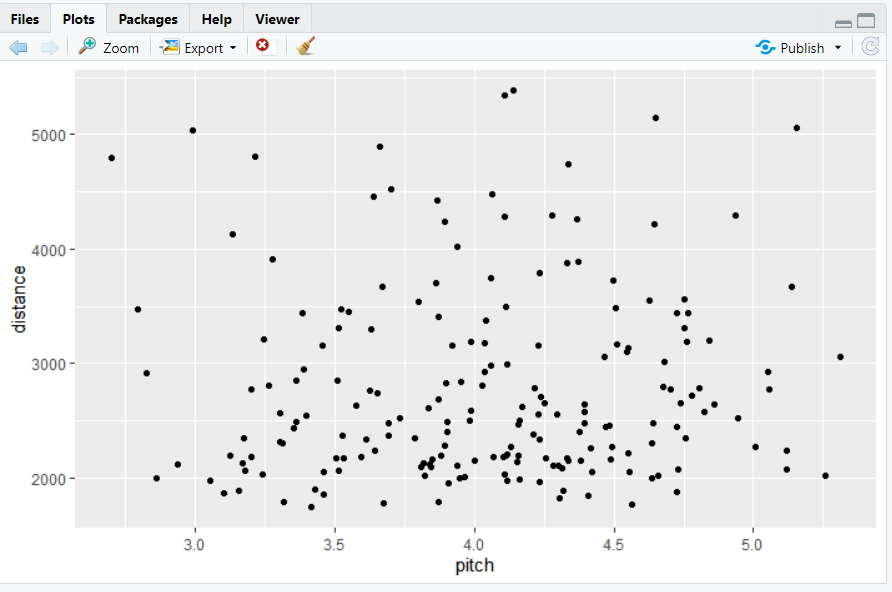 Files Plots Packages Help Viewer
Zoom Export Publish
5000
4000
3000
2000
distance
3.0 3.5 4.0 4.5 5.0
pitch